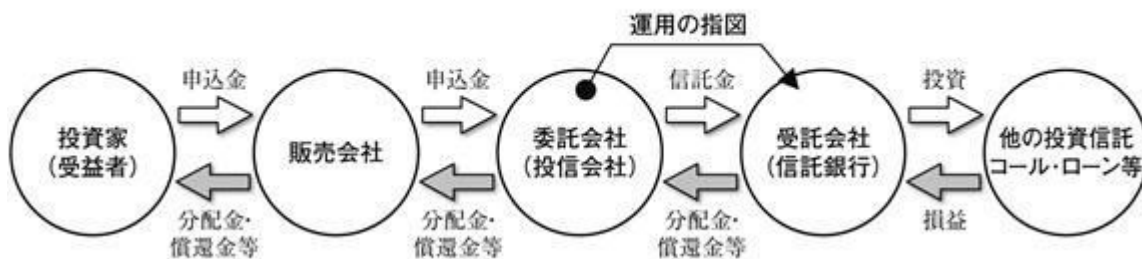 運用の指図
申込金
申込金
信託金
投資
投資家
(受益者)
販売会社
委託会社
(投信会社)
受託会社
(信託銀行)
他の投資信託
コール・ローン等
分配金・
償還金等
分配金・
償還金等
分配金・
償還金等
損益